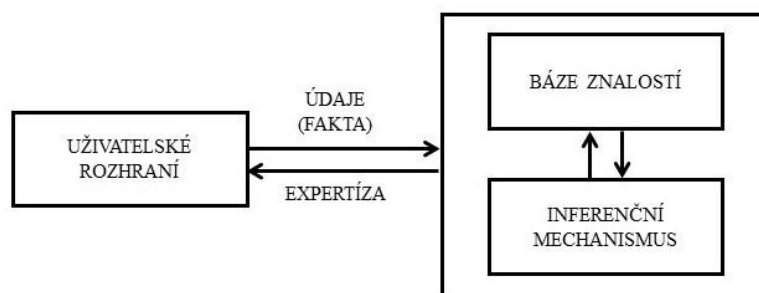 BÁZE ZNALOSTÍ
ÚDAJE
(FAKTA)
UŽIVATELSKÉ
ROZHRANÍ
EXPERTÍZA
INFERENČNÍ
MECHANISMUS